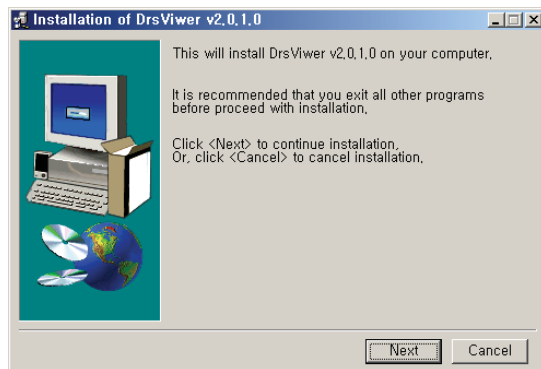 Installation of DrsViwer v2.0.1.0
This will install DrsViwer v2.0.1.0 on your computer.
It is recommended that you exit all other programs
before proceed with installation.
Click <Next> to continue installation.
Or, click <Cancel> to cancel installation.
Next
Cancel